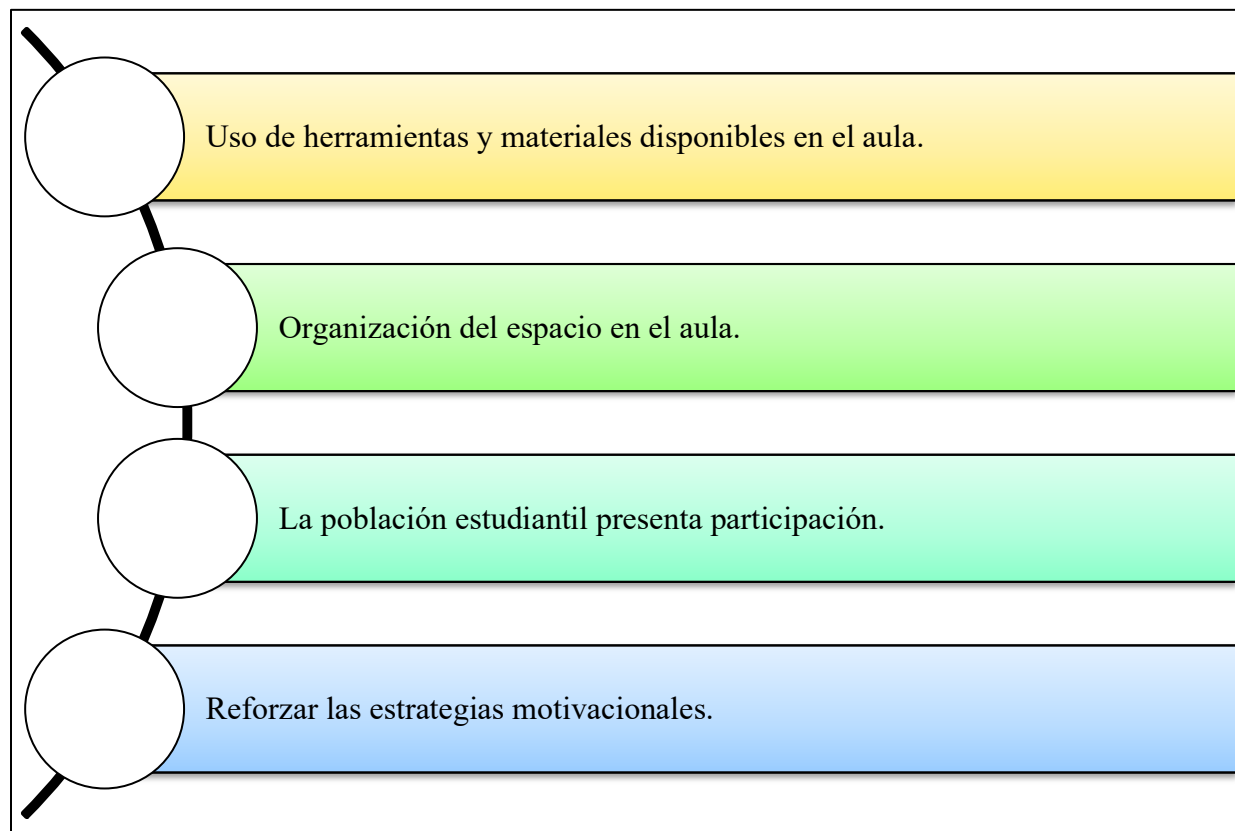 Uso de herramientas y materiales disponibles en el aula.
Organización del espacio en el aula.
La población estudiantil presenta participación.
Reforzar las estrategias motivacionales.